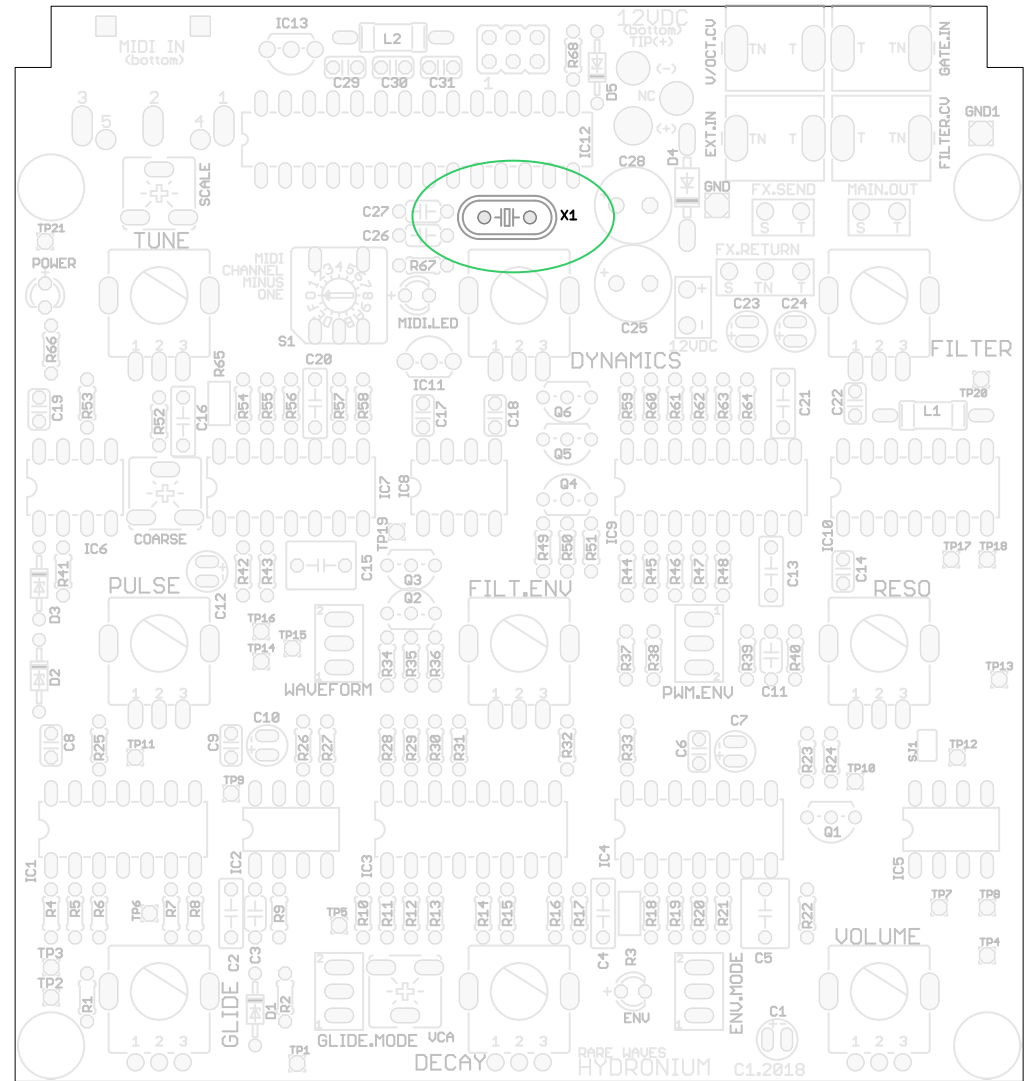 IC13
L2
R68
12VDC
(bottom)
TIP(+)
V/OCT.CV
TN T
T TN
GATE.IN
MIDI IN
(bottom)
C29 C30 C31
1
D5
(-)
NC
(+)
3 2 1
5 4
IC12
EXT.IN
TN T
T TN
FILTER.CV
GND1
SCALE
C28
D4
GND
FX.SEND
MAIN.OUT
S T
S T
C27
C26
X1
TP21
TUNE
FX.RETURN
S TN T
POWER
+
MIDI
CHANNEL
MINUS
ONE
0123456789ABCDEF
R67
+
MIDI.LED
+
C25
+
-
12VDC
C23 C24
+ +
R66
1 2 3
S1
C20
IC11
DYNAMICS
FILTER
1 2 3
TP20
C19
R53
R52
C16
R65
R54
R55
R56
R57
R58
C17
C18
Q6
Q5
R59
R60
R61
R62
R63
R64
C21
C22
L1
IC6
COARSE
IC7
IC8
TP19
Q4
IC9
IC10
R49
R50
R51
TP17 TP18
D3
R41
PULSE
C12
+
R42
R43
C15
Q3
Q2
FILT.ENV
R44
R45
R46
R47
R48
C13
C14
RESO
D2
TP16
TP15
TP14
2
1
WAVEFORM
R34
R35
R36
R37
R38
1
2
PWM.ENV
R39
C11
R40
TP13
1 2 3
1 2 3
1 2 3
C8
R25
TP11
C9
C10
+
R26
R27
R28
R29
R30
R31
R32
R33
C6
C7
+
R23
R24
SJ1
TP12
TP9
TP10
IC1
IC2
IC3
IC4
Q1
IC5
R4
R5
R6
TP6
R7
R8
C2
C3
R9
TP5
R10
R11
R12
R13
R14
R15
R16
R17
C4
R3
R18
R19
R20
R21
C5
R22
TP7
TP8
TP3
TP2
R1
GLIDE
D1
R2
2
1
GLIDE.MODE
VCA
+
ENV
2
1
ENV.MODE
VOLUME
TP4
C1
+
1 2 3
1 2 3
1 2 3
TP1
DECAY
RARE WAVES
HYDRONIUM
C1.2018